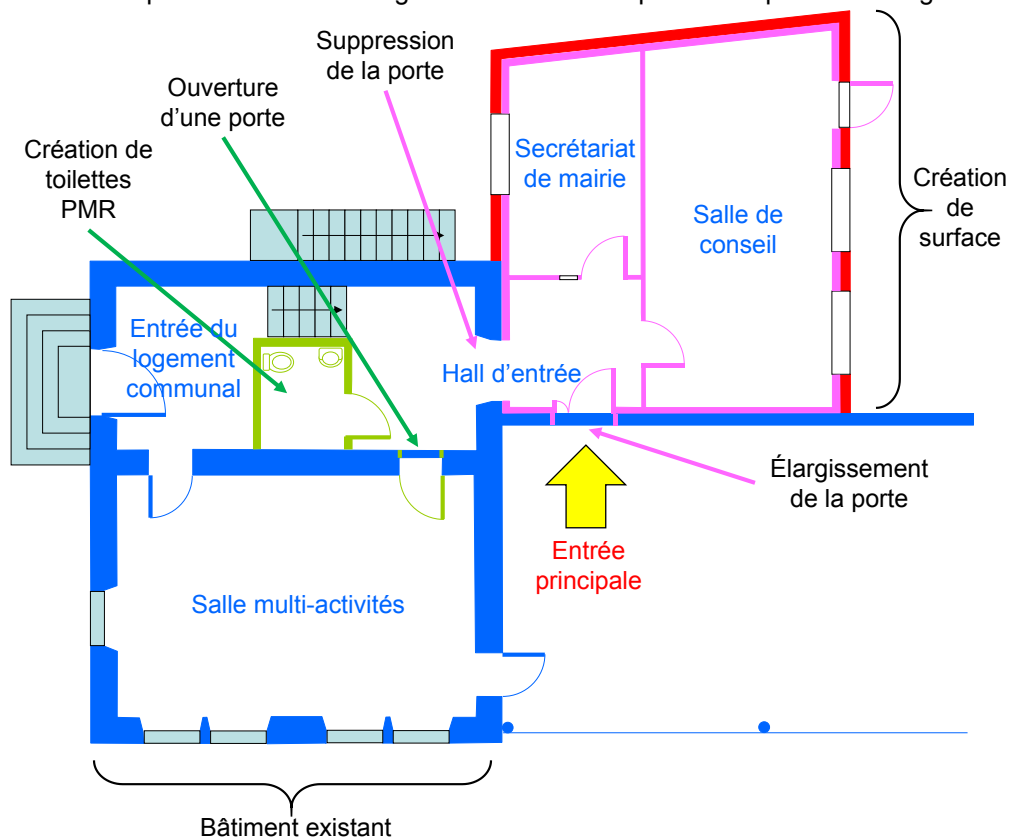 Suppression
de la porte
Ouverture
d'une porte
Création de
toilettes
PMR
Secrétariat
de mairie
Salle de
conseil
Création
de
surface
Entrée du
logement
communal
Hall d'entrée
Élargissement
de la porte
Entrée
principale
Salle multi-activités
Bâtiment existant